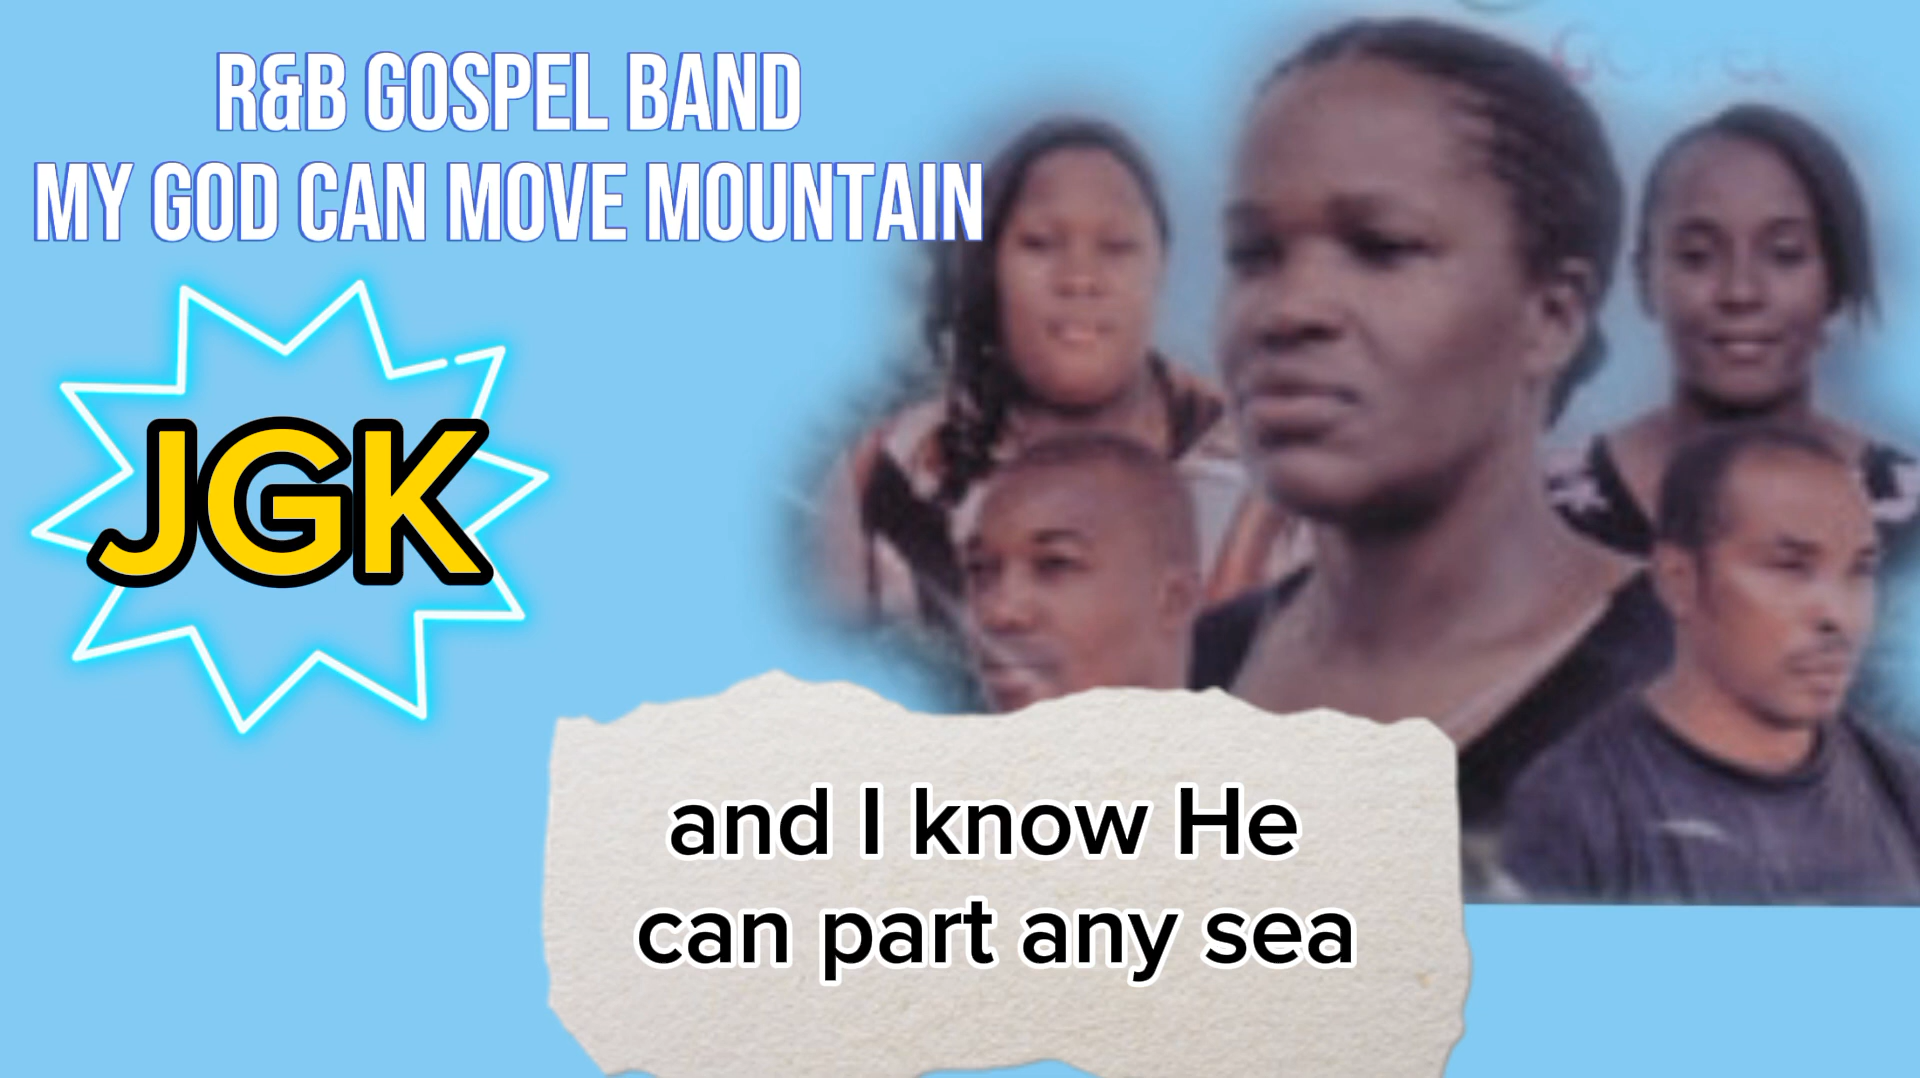 R&B GOSPEL BAND
MY GOD CAN MOVE MOUNTAIN
JGK
and I know He
can part any sea